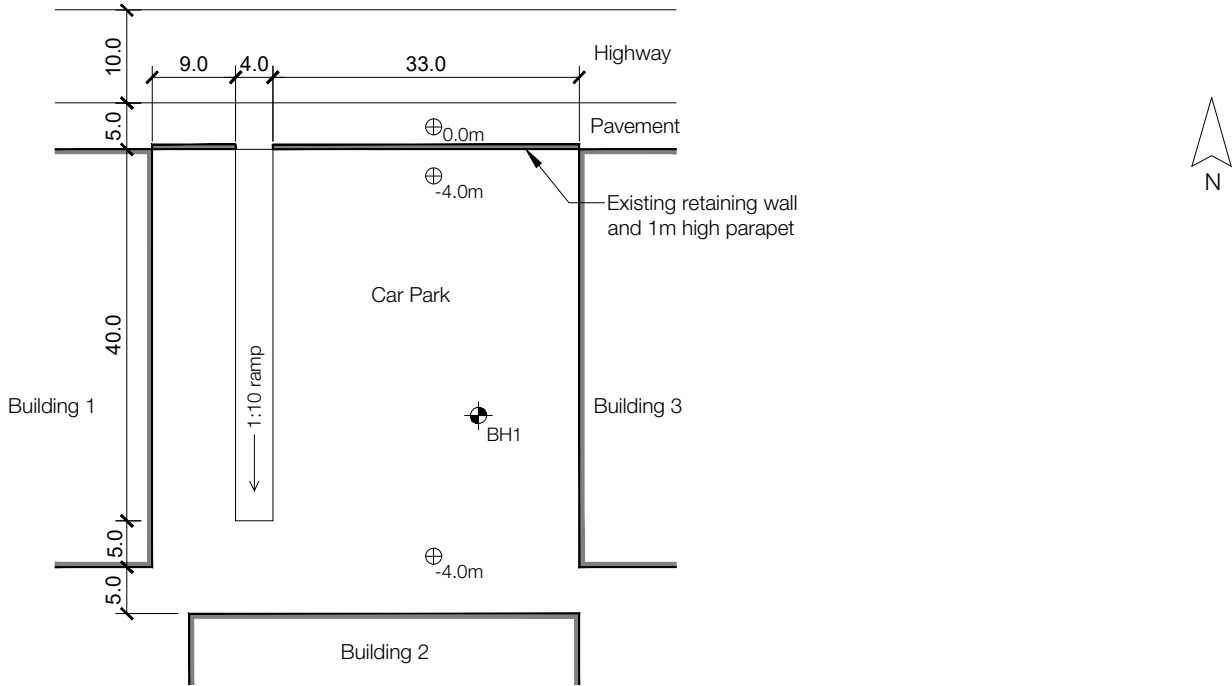 10.0
Highway
9.0
4.0
33.0
5.0
0.0m
Pavement
-4.0m
N
Existing retaining wall
and 1m high parapet
Car Park
40.0
1:10 ramp
Building 1
Building 3
BH1
5.0
-4.0m
5.0
Building 2